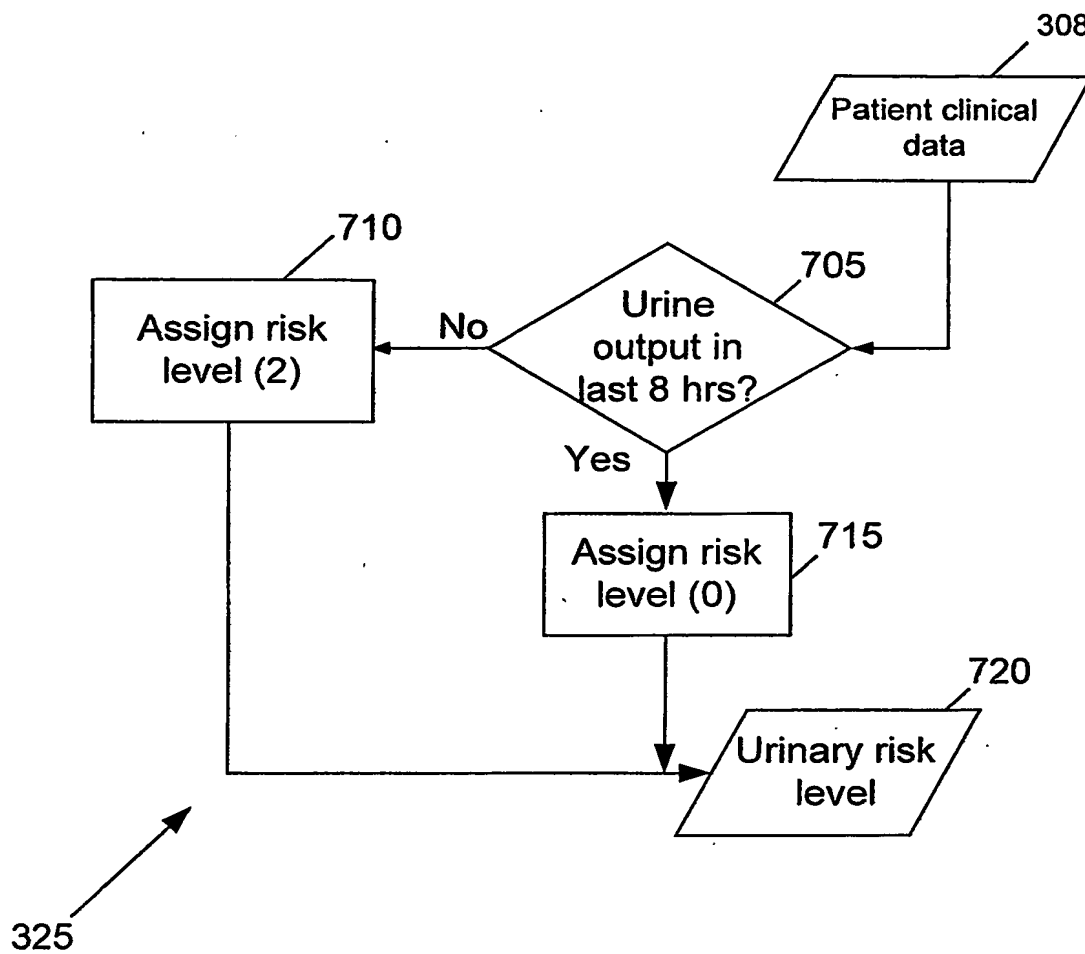 308
Patient clinical
data
710
705
Assign risk
level (2)
No
Urine
output in
last 8 hrs?
Yes
715
Assign risk
level (0)
720
Urinary risk
level
325